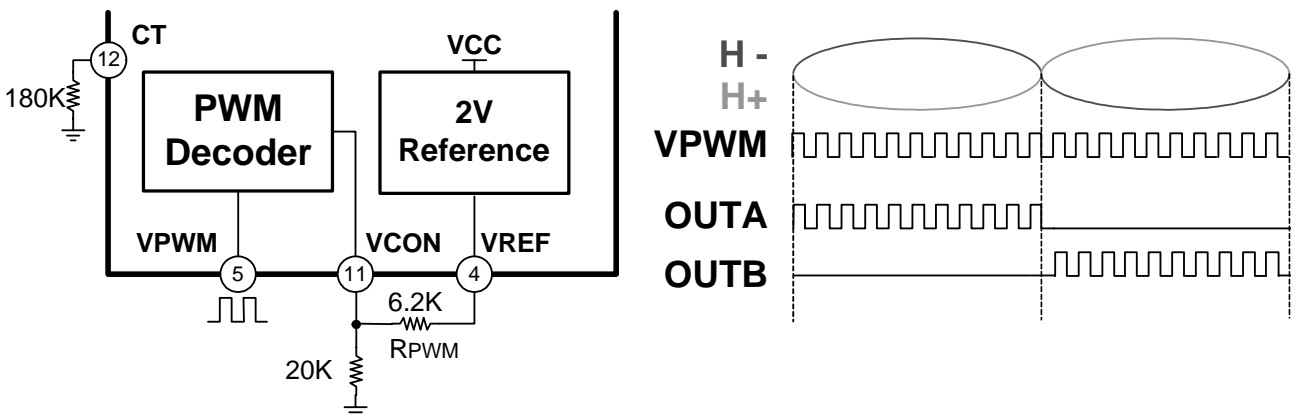 CT
12
180K
PWM
Decoder
VCC
2V
Reference
VPWM
VCON
VREF
5
11
4
6.2K
RPWM
20K
H -
H+
VPWM
OUTA
OUTB